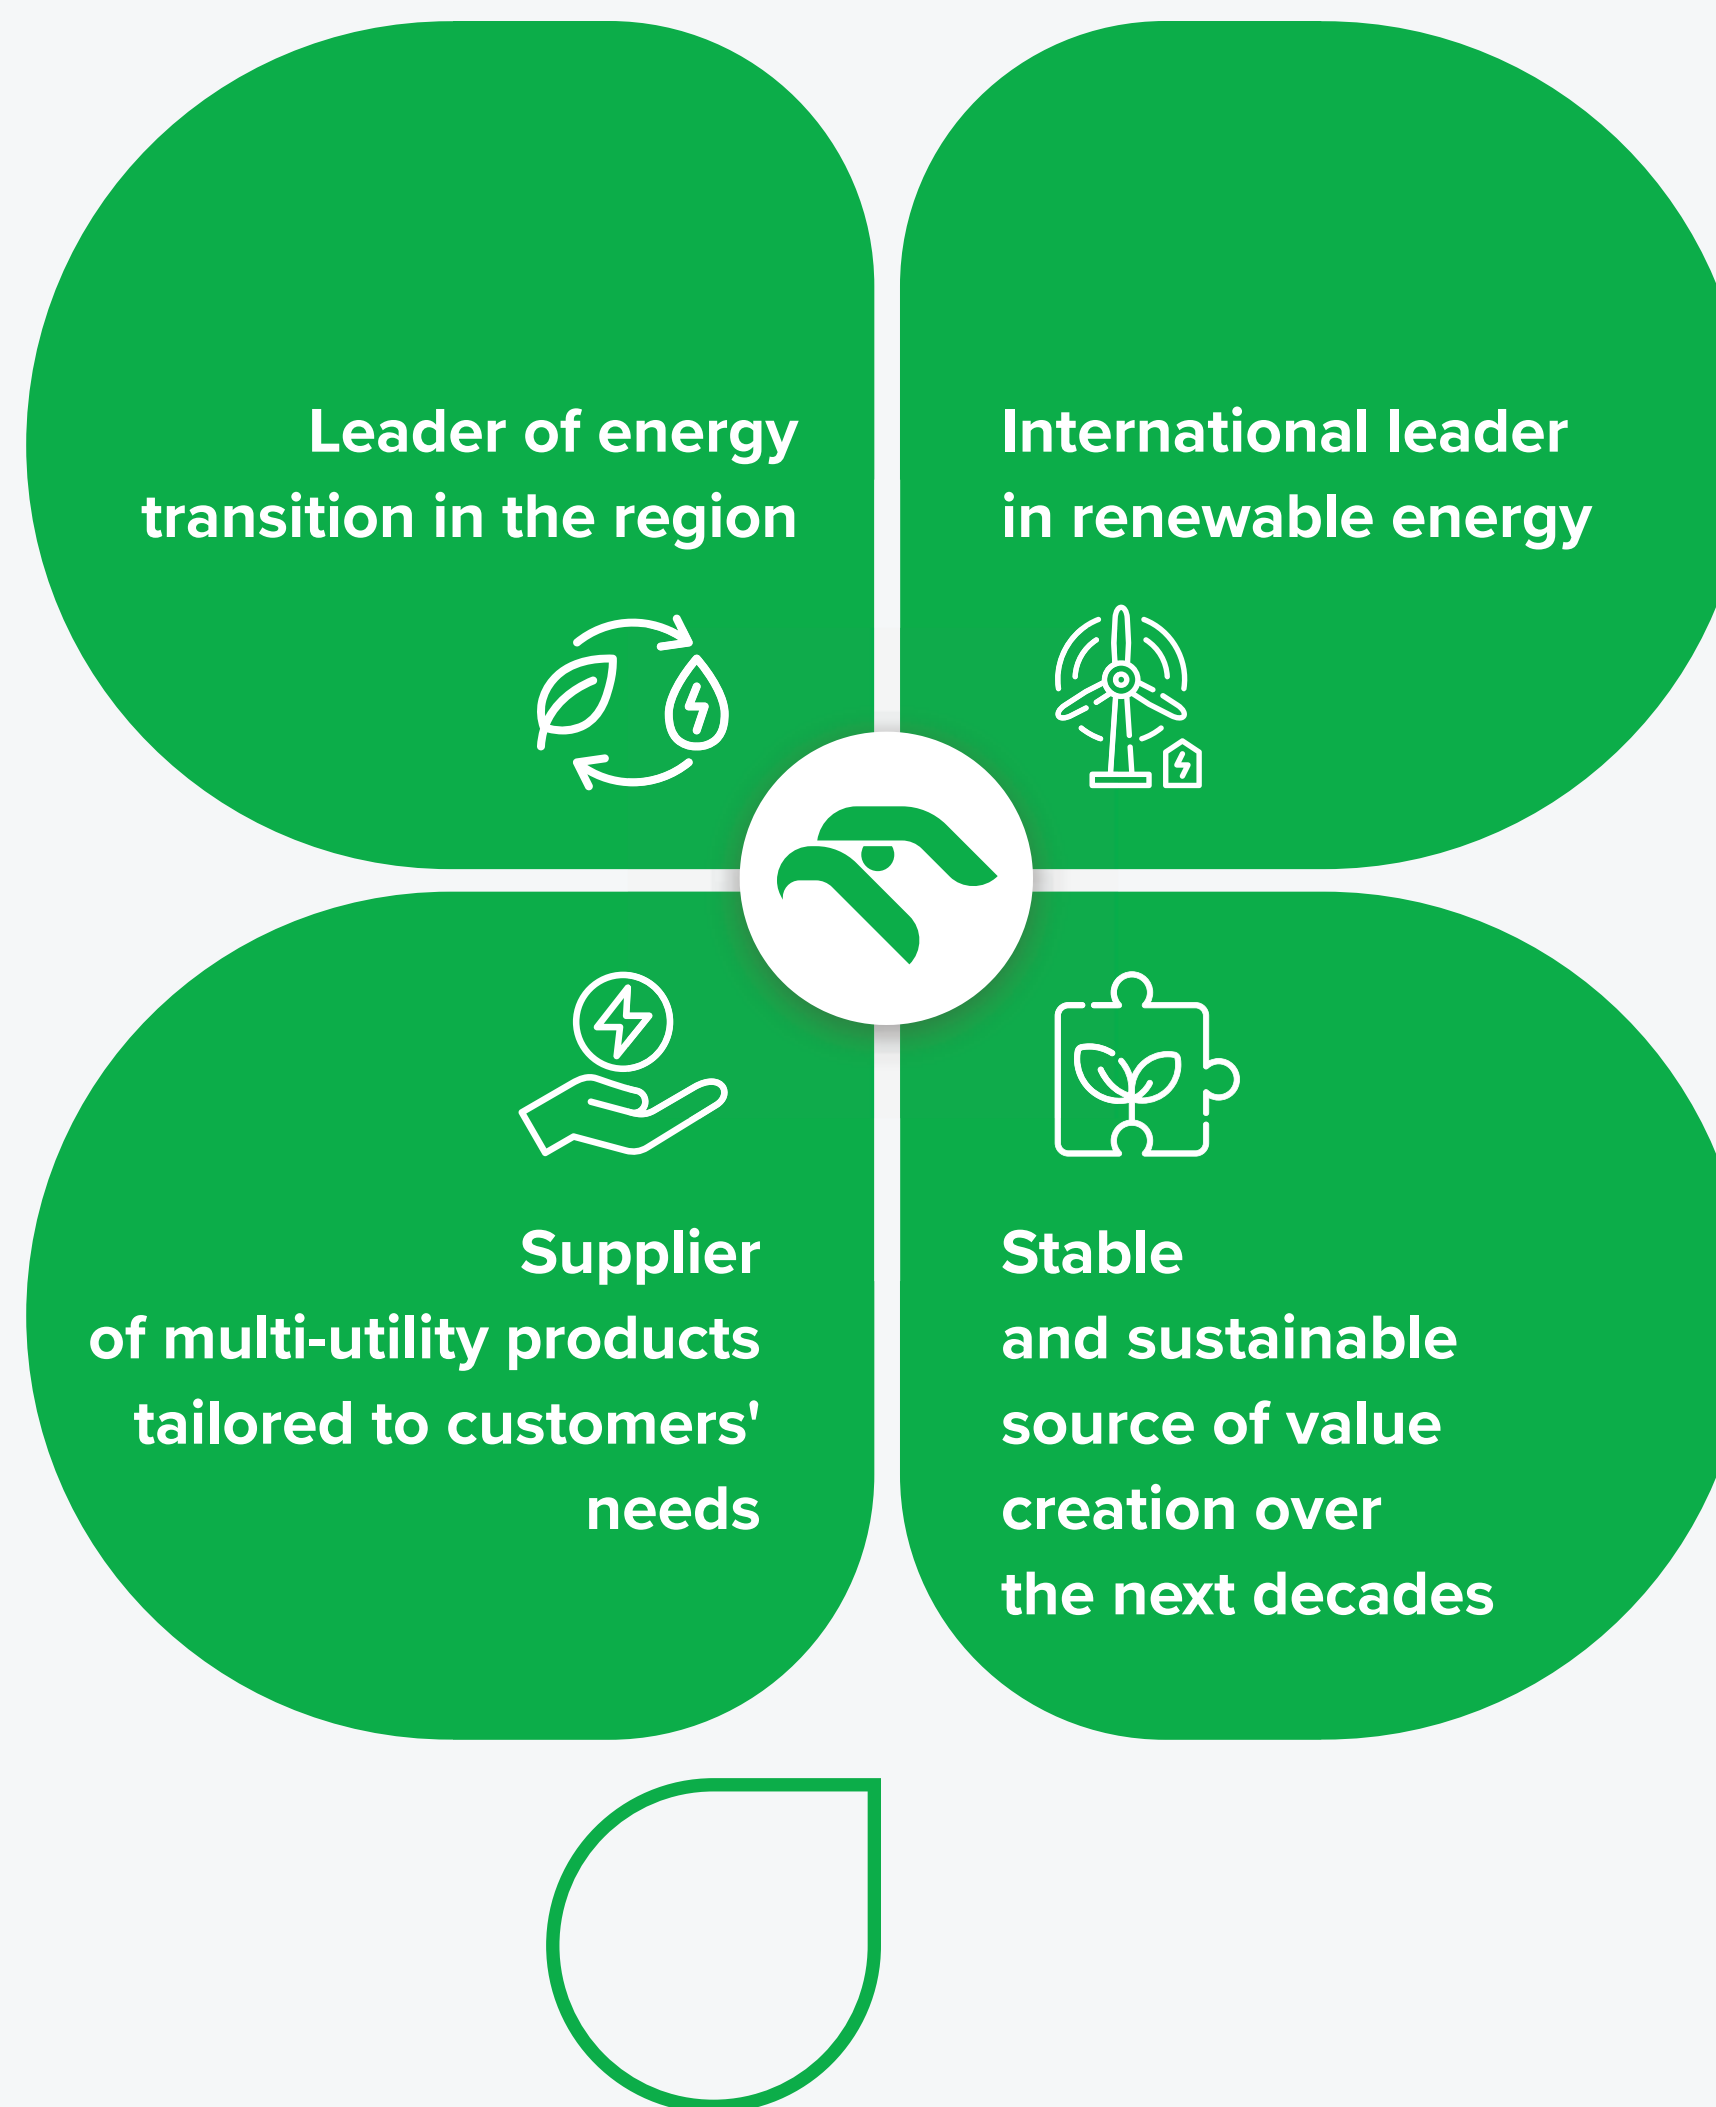 Leader of energy
transition in the region
International leader
in renewable energy
Supplier
of multi-utility products
tailored to customers'
needs
Stable
and sustainable
source of value
creation over
the next decades